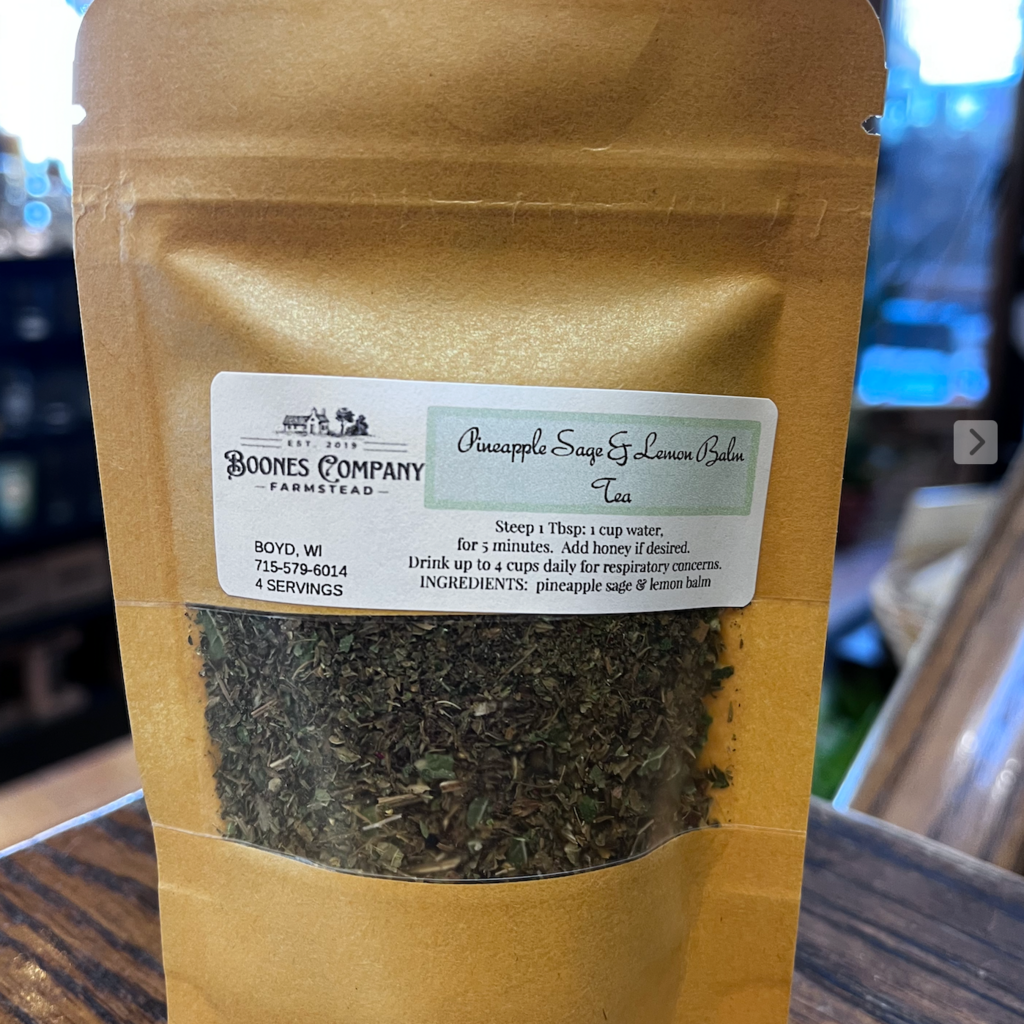 EST. 2019
BOONES COMPANY
FARMSTEAD
BOYD, WI
715-579-6014
4 SERVINGS
Pineapple Sage & Lemon Balm
Tea
Steep 1 Tbsp: 1 cup water,
for 5 minutes. Add honey if desired.
Drink up to 4 cups daily for respiratory concerns.
INGREDIENTS: pineapple sage & lemon balm